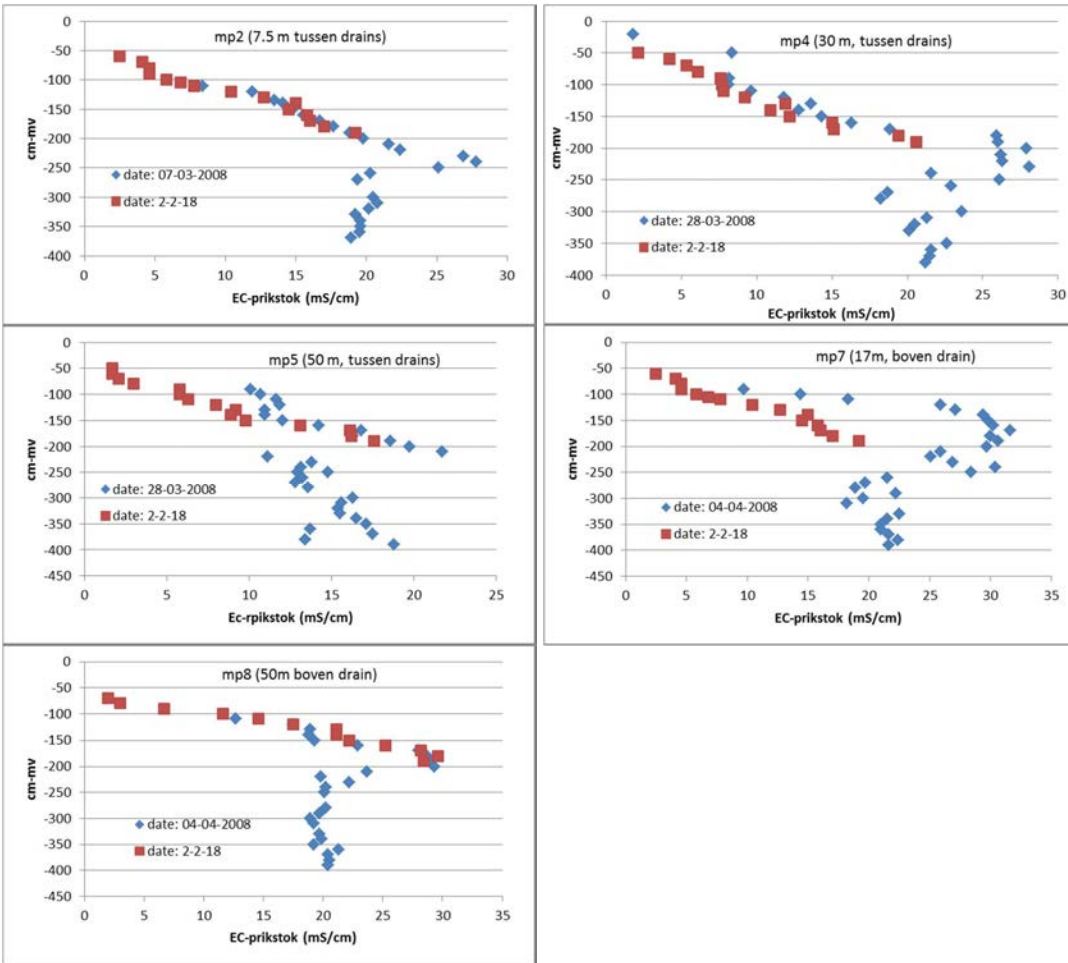 mp2 (7.5 m tussen drains)
0
-50
-100
-150
-200
-250
-300
-350
-400
cm-mv
date: 07-03-2008
date: 2-2-18
0 5 10 15 20 25 30
EC-prikstok (mS/cm)
mp4 (30 m, tussen drains)
0
-50
-100
-150
-200
-250
-300
-350
-400
cm-mv
28-03-2008
date: 2-2-18
0 5 10 15 20 25 30
EC-prikstok (mS/cm)
mp5 (50 m, tussen drains)
0
-50
-100
-150
-200
-250
-300
-350
-400
-450
cm-mv
date: 28-03-2008
date: 2-2-18
0 5 10 15 20 25
Ec-rpikstok (mS/cm)
mp7 (17m, boven drain)
0
-50
-100
-150
-200
-250
-300
-350
-400
-450
cm-mv
date: 04-04-2008
date: 2-2-18
0 5 10 15 20 25 30 35
EC-prikstok (mS/cm)
mp8 (50m boven drain)
0
-50
-100
-150
-200
-250
-300
-350
-400
-450
cm-mv
date: 04-04-2008
date: 2-2-18
0 5 10 15 20 25 30 35
EC-prikstok (mS/cm)